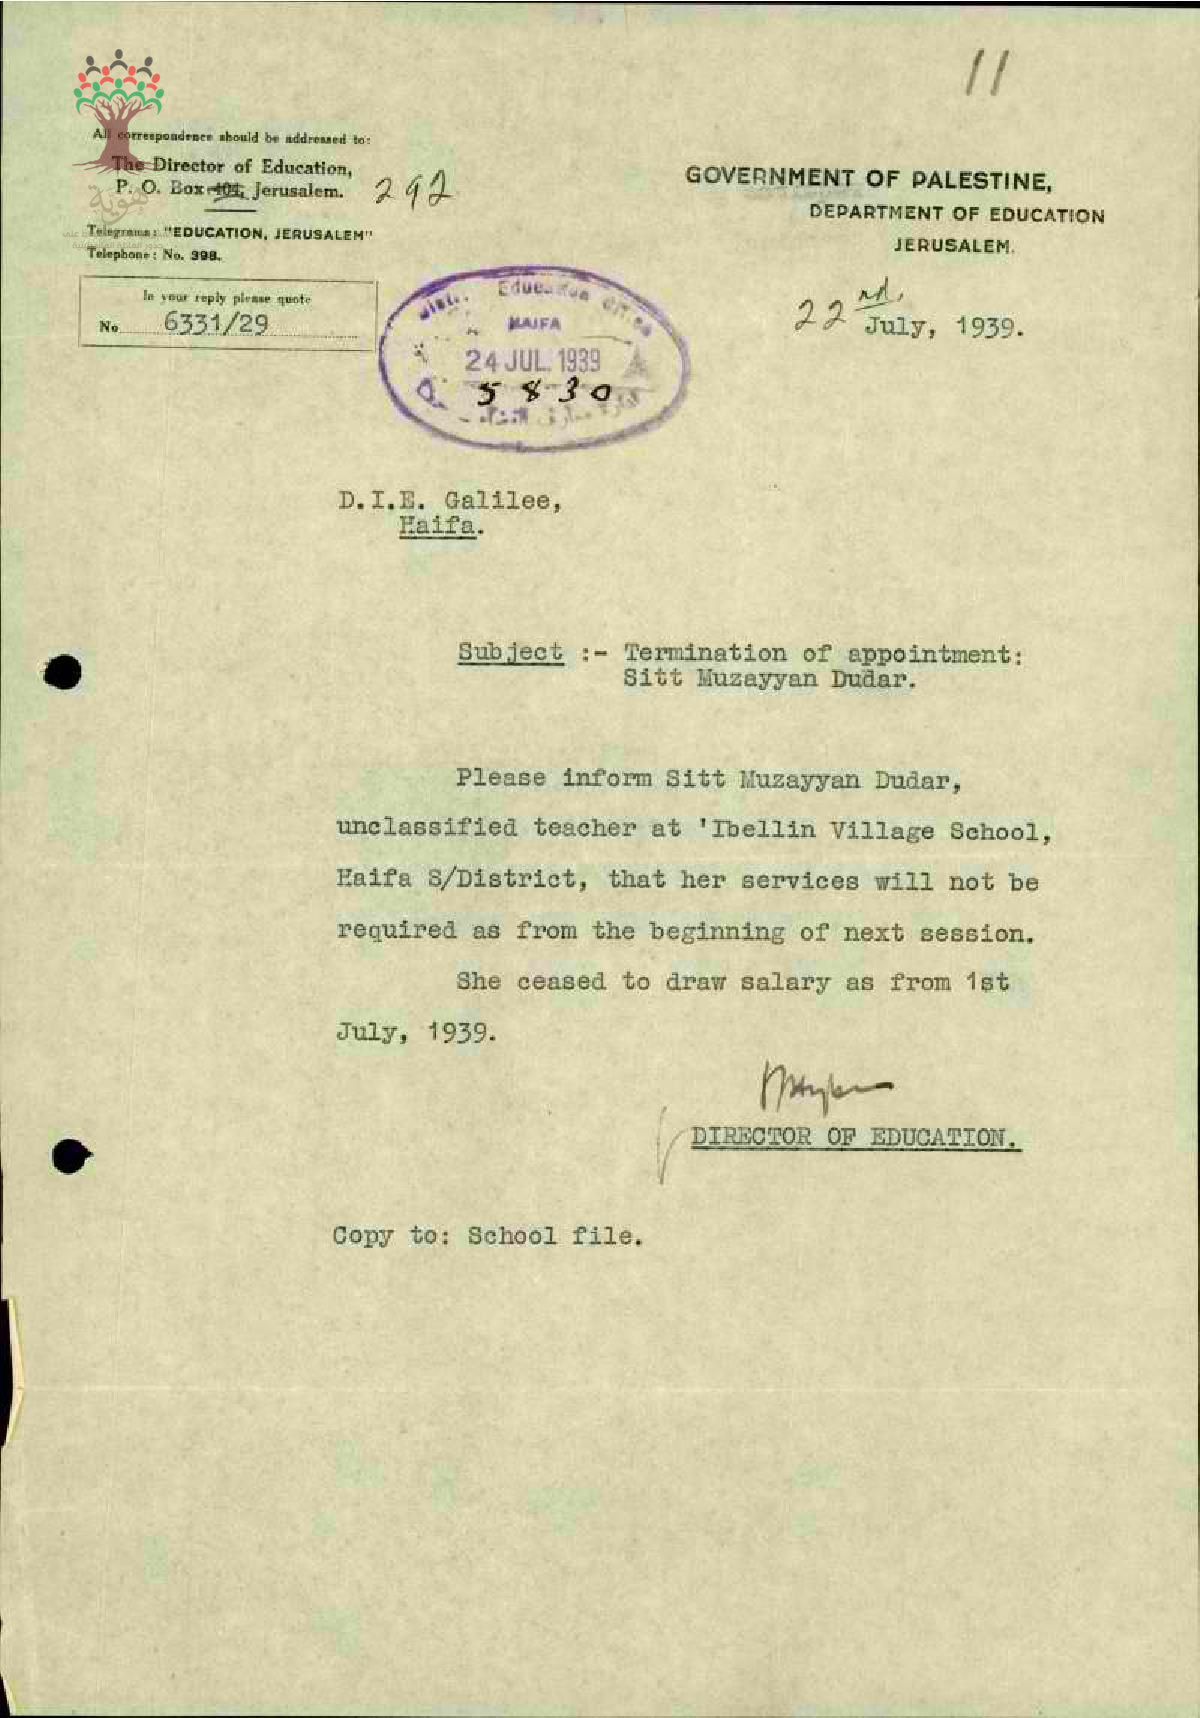 11
All correspondence should be addressed to:
The Director of Education,
P. O. Box 404, Jerusalem. 292
Telegrams: "EDUCATION, JERUSALEM"
Telephone: No. 398.
In your reply please quote
No 6331/29
GOVERNMENT OF PALESTINE,
DEPARTMENT OF EDUCATION
JERUSALEM.
22nd. July, 1939.
Education Office
HAIFA
24 JUL 1939
5830
هوية
D.I.E. Galilee,
Haifa.
Subject :- Termination of appointment:
Sitt Muzayyan Dudar.
Please inform Sitt Muzayyan Dudar,
unclassified teacher at 'Ibellin Village School,
Haifa S/District, that her services will not be
required as from the beginning of next session.
She ceased to draw salary as from 1st
July, 1939.
DIRECTOR OF EDUCATION.
Copy to: School file.